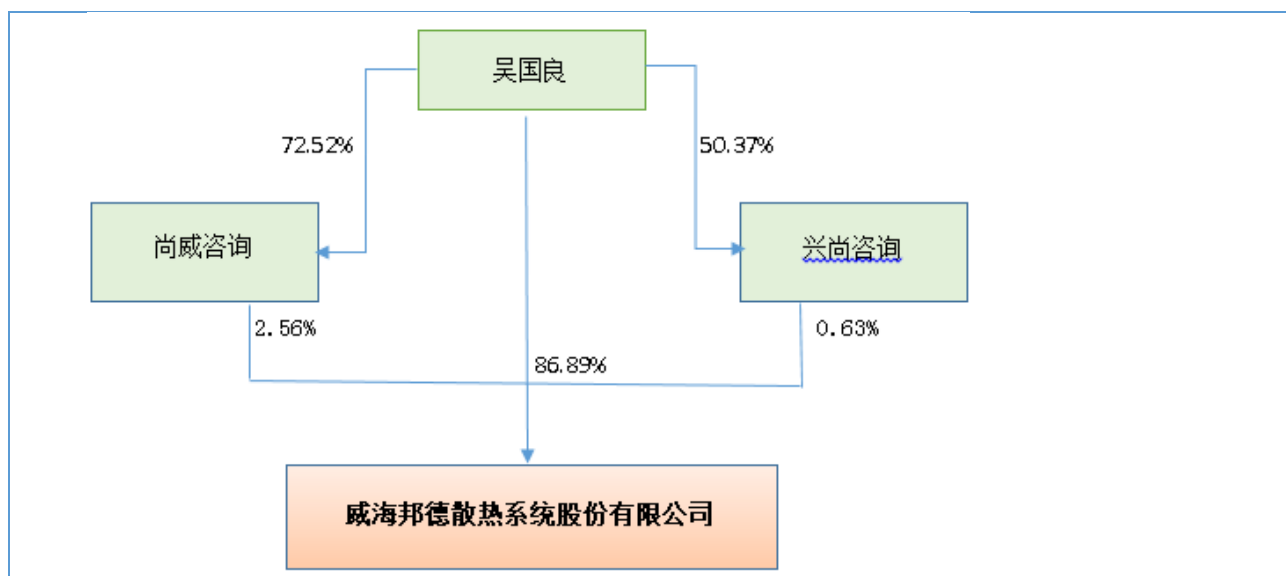 吴国良
72.52%
50.37%
尚威咨询
兴尚咨询
2.56%
0.63%
86.89%
威海邦德散热系统股份有限公司